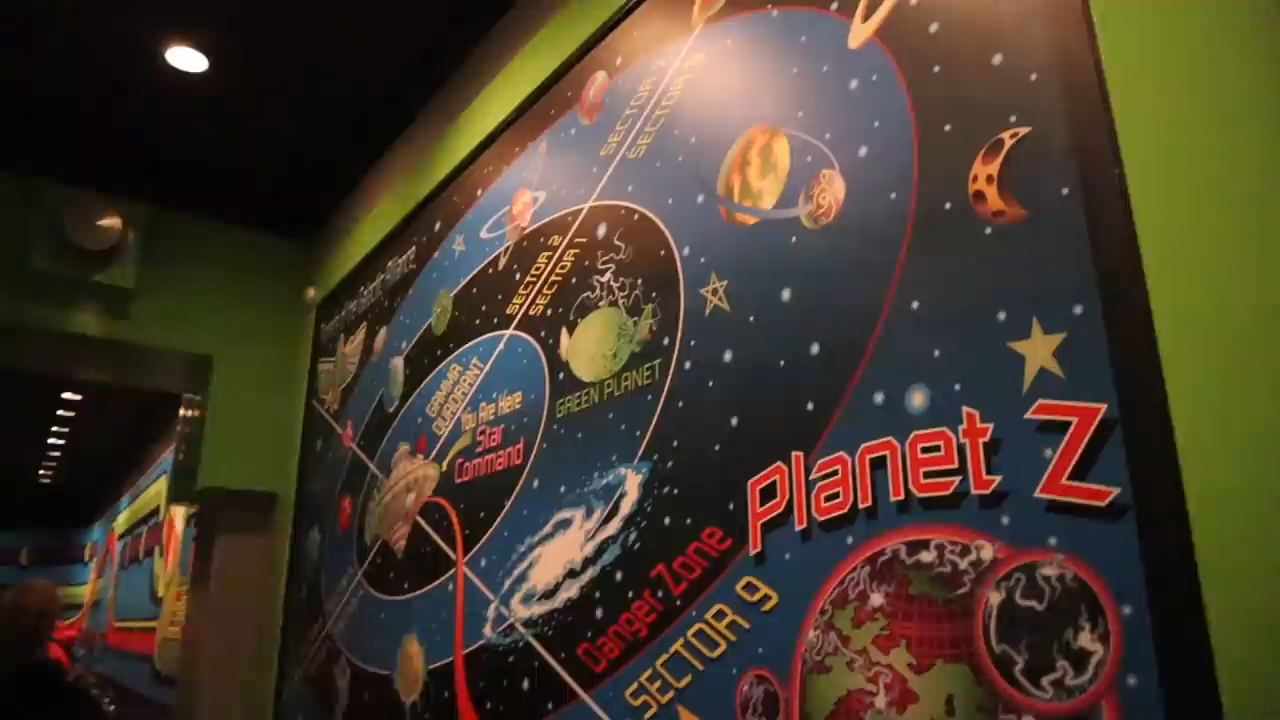 SECTOR 2
SECTOR 1
GAMMA
QUADRANT
You Are Here
Star
Command
GREEN PLANET
Planet Z
Danger Zone
SECTOR 9